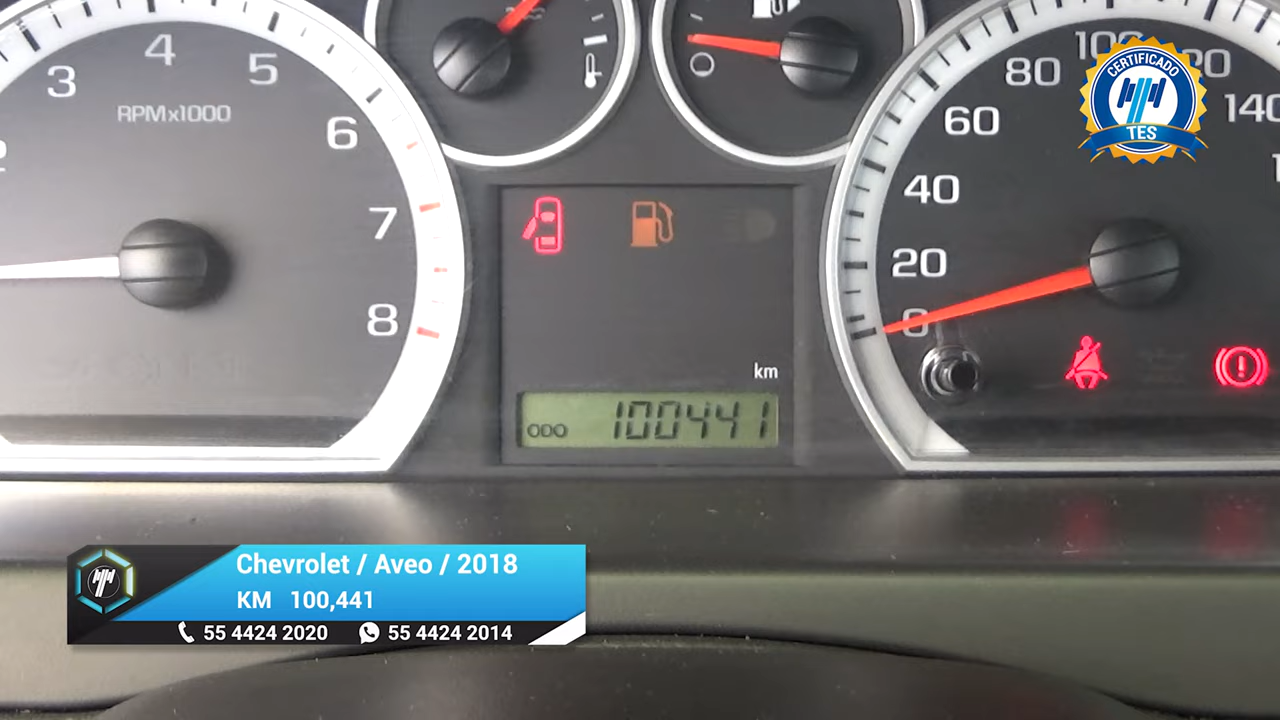 3
4
5
6
7
8
RPMx1000
20
40
60
80
100
120
140
CERTIFICADO
TES
km
ODO 100441
Chevrolet / Aveo / 2018
KM 100,441
55 4424 2020 55 4424 2014